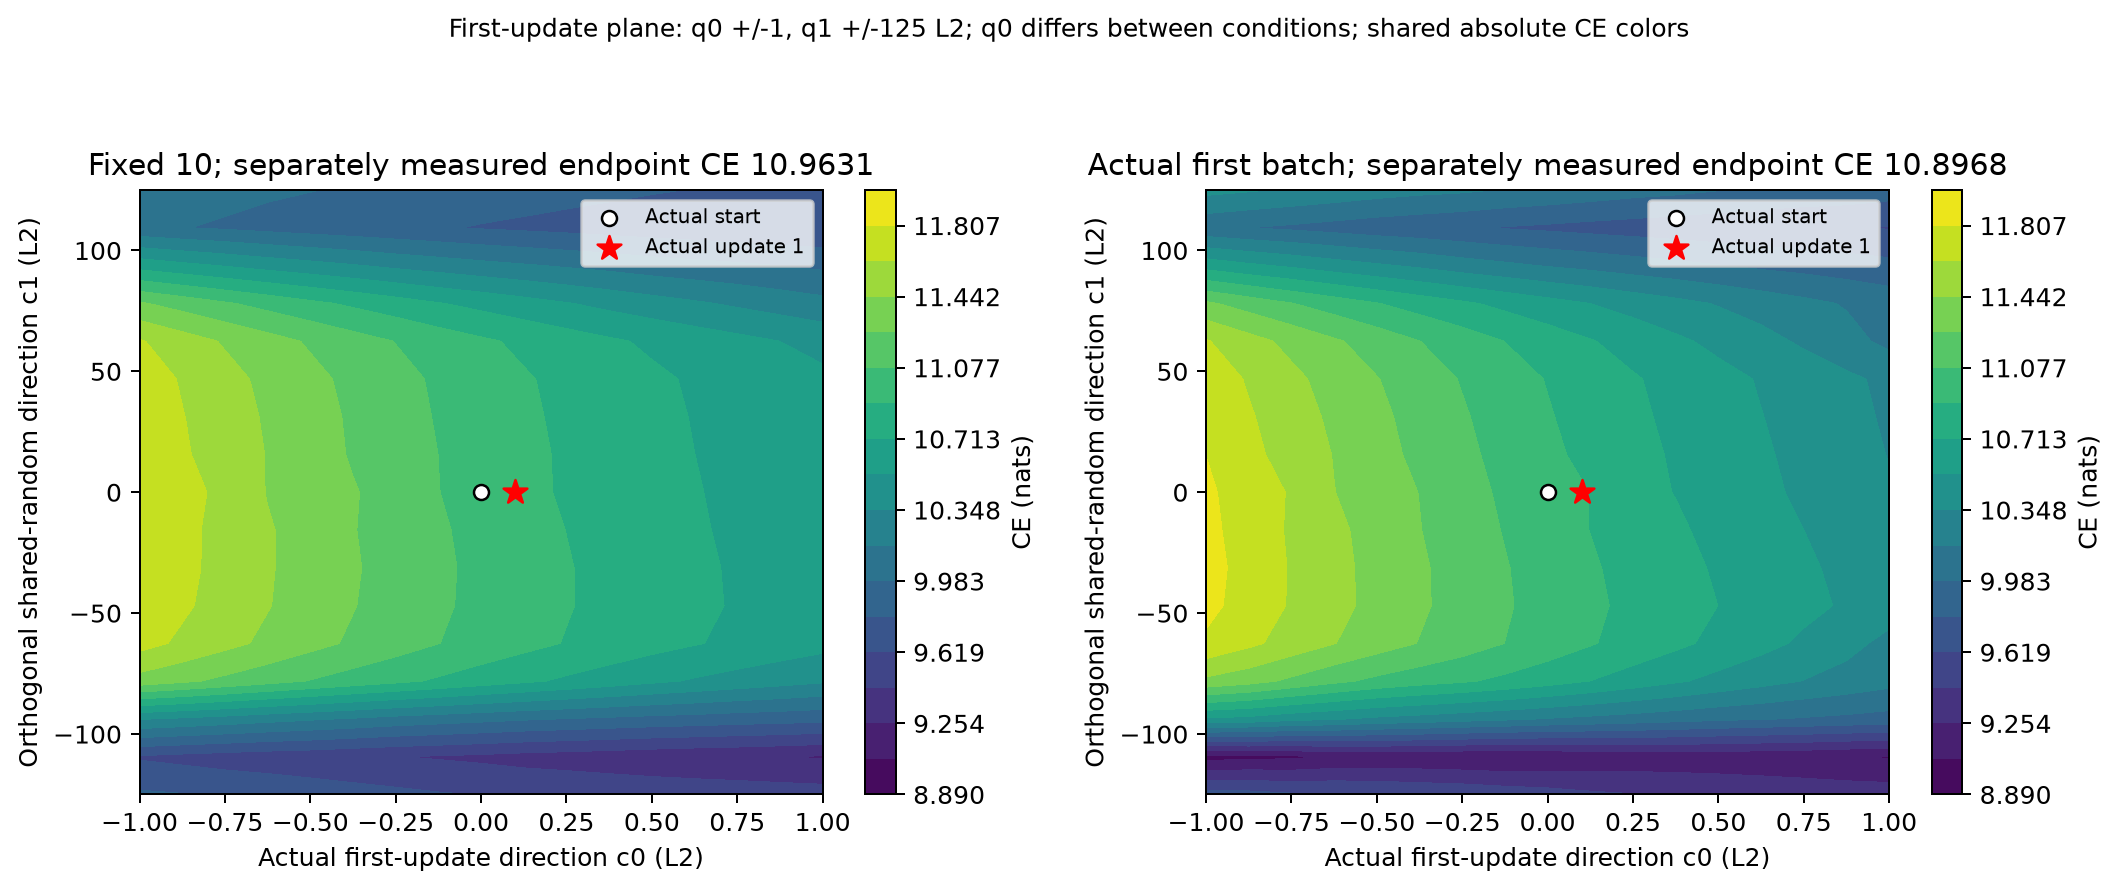 First-update plane: q0 +/-1, q1 +/-125 L2; q0 differs between conditions; shared absolute CE colors
Fixed 10; separately measured endpoint CE 10.9631
Actual start
Actual update 1
Orthogonal shared-random direction c1 (L2)
100
50
0
−50
−100
−1.00 −0.75 −0.50 −0.25 0.00 0.25 0.50 0.75 1.00
Actual first-update direction c0 (L2)
11.807
11.442
11.077
10.713
10.348
9.983
9.619
9.254
8.890
CE (nats)
Actual first batch; separately measured endpoint CE 10.8968
Actual start
Actual update 1
Orthogonal shared-random direction c1 (L2)
100
50
0
−50
−100
−1.00 −0.75 −0.50 −0.25 0.00 0.25 0.50 0.75 1.00
Actual first-update direction c0 (L2)
11.807
11.442
11.077
10.713
10.348
9.983
9.619
9.254
8.890
CE (nats)